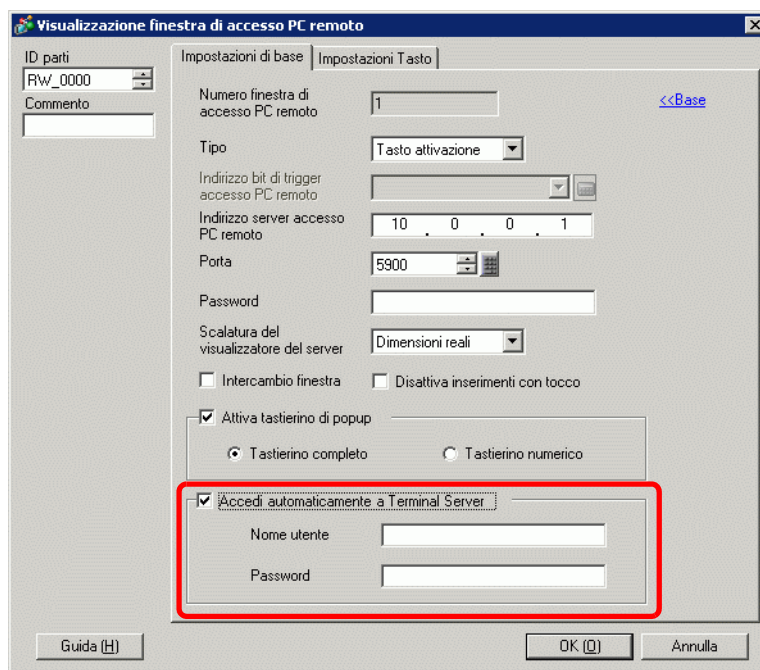 Visualizzazione finestra di accesso PC remoto
ID parti
RW_0000
Commento
Impostazioni di base
Impostazioni Tasto
Numero finestra di
accesso PC remoto
1
<<Base
Tipo
Tasto attivazione
Indirizzo bit di trigger
accesso PC remoto
Indirizzo server accesso
PC remoto
10 . 0 . 0 . 1
Porta
5900
Password
Scalatura del
visualizzatore del server
Dimensioni reali
Intercambio finestra
Disattiva inserimenti con tocco
Attiva tastierino di popup
Tastierino completo
Tastierino numerico
Accedi automaticamente a Terminal Server
Nome utente
Password
Guida (H)
OK (O)
Annulla